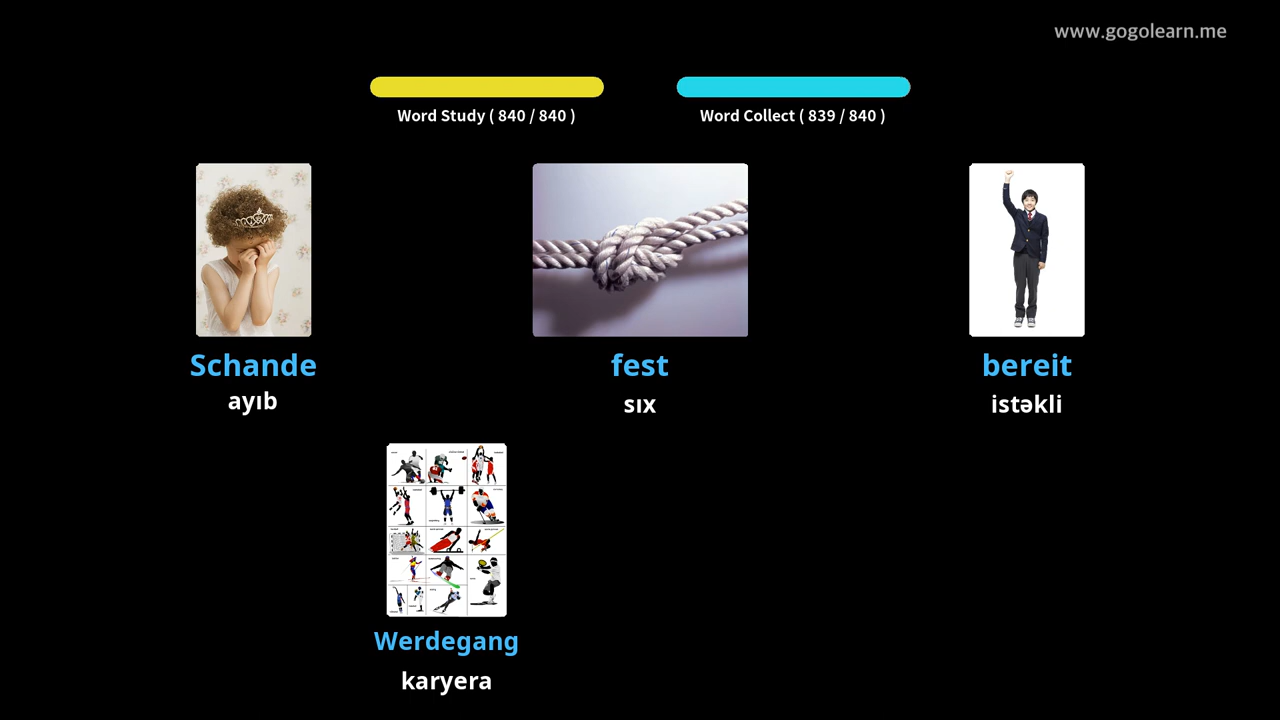 www.gogolearn.me
Word Study ( 840 / 840 )
Word Collect ( 839 / 840 )
Schande
ayıb
fest
sıx
bereit
istəkli
Werdegang
karyera